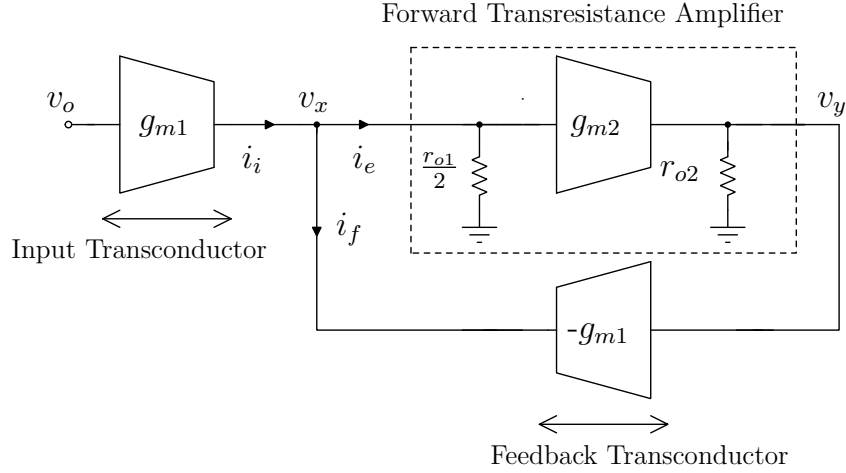 Forward Transresistance Amplifier
v_o
g_{m1}
v_x
g_{m2}
v_y
i_i
i_e
\frac{r_{o1}}{2}
r_{o2}
i_f
Input Transconductor
-g_{m1}
Feedback Transconductor